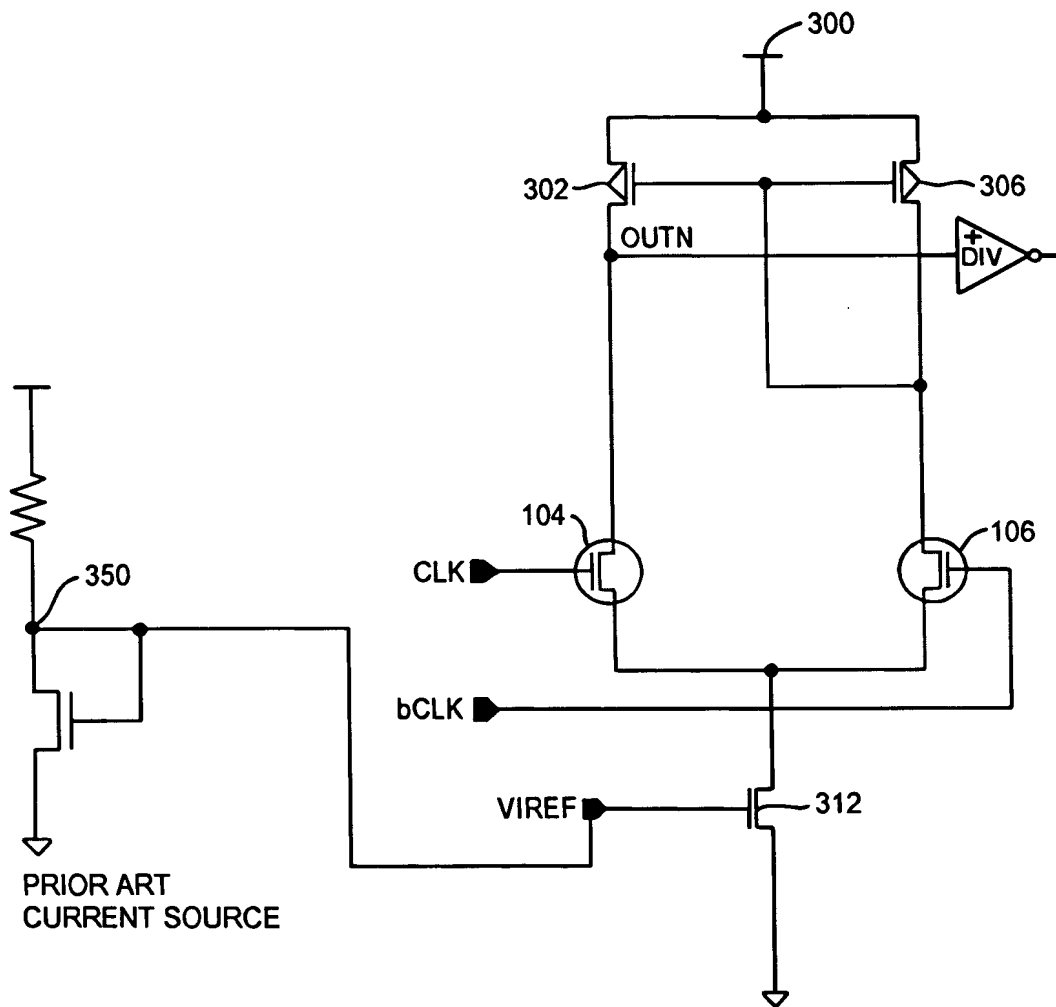 300
302
306
OUTN
+
DIV
104
106
CLK
350
bCLK
VIREF
312
PRIOR ART
CURRENT SOURCE